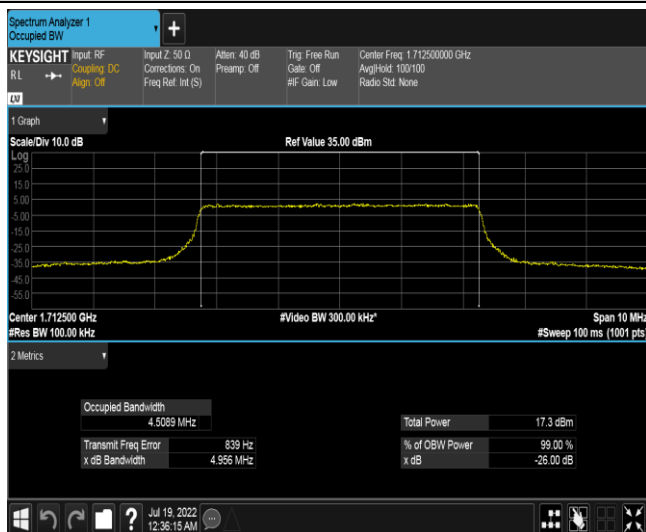 Spectrum Analyzer 1
Occupied BW
+
KEYSIGHT
RL
LXI
Input: RF
Coupling: DC
Align: Off
Input Z: 50 Ω
Corrections: On
Freq Ref: Int (S)
Atten: 40 dB
Preamp: Off
Trig: Free Run
Gate: Off
#IF Gain: Low
Center Freq: 1.712500000 GHz
Avg|Hold: 100/100
Radio Std: None
1 Graph
Scale/Div 10.0 dB
Ref Value 35.00 dBm
Log
25.0
15.0
5.00
-5.00
-15.0
-25.0
-35.0
-45.0
-55.0
Center 1.712500 GHz
#Video BW 300.00 kHz*
Span 10 MHz
#Res BW 100.00 kHz
#Sweep 100 ms (1001 pts)
2 Metrics
Occupied Bandwidth
4.5089 MHz
Total Power 17.3 dBm
Transmit Freq Error 839 Hz
% of OBW Power 99.00 %
x dB Bandwidth 4.956 MHz
x dB -26.00 dB
?
Jul 19, 2022
12:36:15 AM